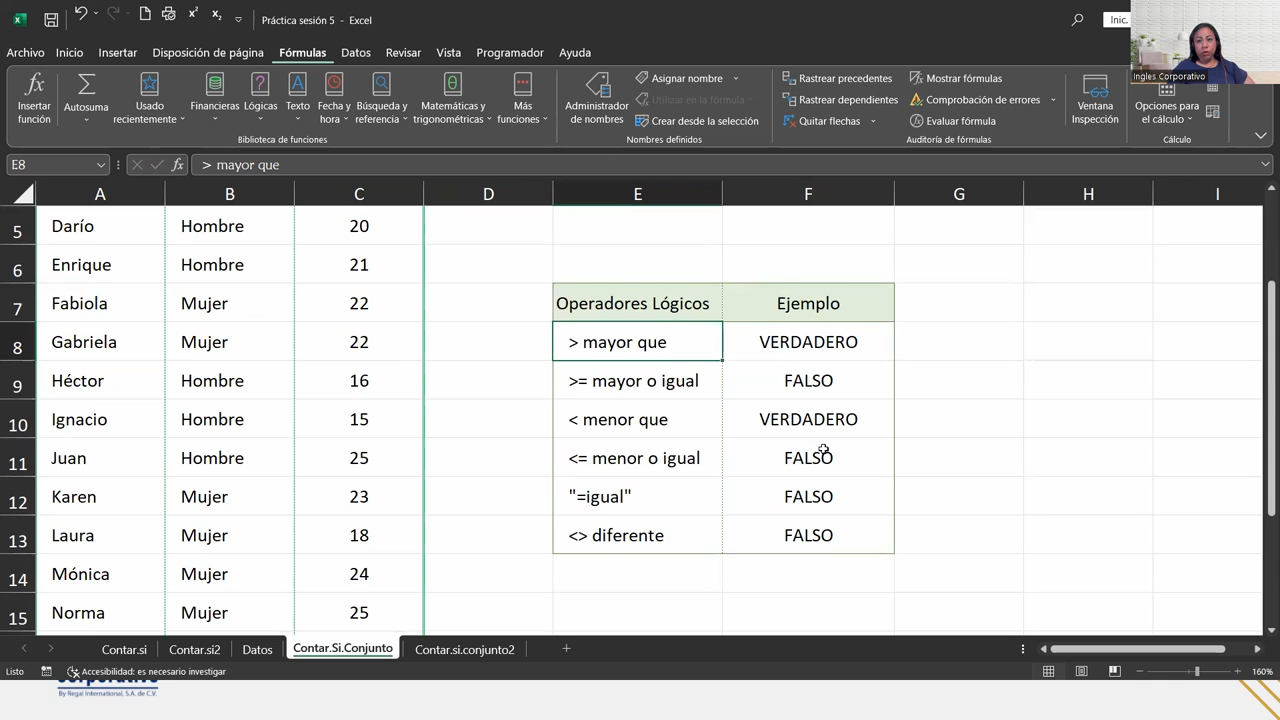 Práctica sesión 5 - Excel
Inic.
Archivo Inicio Insertar Disposición de página Fórmulas Datos Revisar Vista Programador Ayuda
Ingles Corporativo
Insertar función
Autosuma
Usado recientemente
Financieras
Lógicas
Texto
Fecha y hora
Búsqueda y referencia
Matemáticas y trigonométricas
Más funciones
Biblioteca de funciones
Administrador de nombres
Asignar nombre
Utilizar en la fórmula
Crear desde la selección
Nombres definidos
Rastrear precedentes
Rastrear dependientes
Quitar flechas
Mostrar fórmulas
Comprobación de errores
Evaluar fórmula
Auditoría de fórmulas
Ventana Inspección
Opciones para el cálculo
Cálculo
E8 fx > mayor que
A B C D E F G H I
5 Darío Hombre 20
6 Enrique Hombre 21
7 Fabiola Mujer 22 Operadores Lógicos Ejemplo
8 Gabriela Mujer 22 > mayor que VERDADERO
9 Héctor Hombre 16 >= mayor o igual FALSO
10 Ignacio Hombre 15 < menor que VERDADERO
11 Juan Hombre 25 <= menor o igual FALSO
12 Karen Mujer 23 "=igual" FALSO
13 Laura Mujer 18 <> diferente FALSO
14 Mónica Mujer 24
15 Norma Mujer 25
Contar.si Contar.si2 Datos Contar.Si.Conjunto Contar.si.conjunto2
Listo Accesibilidad: es necesario investigar 160%
By Regal International, S.A. de C.V.